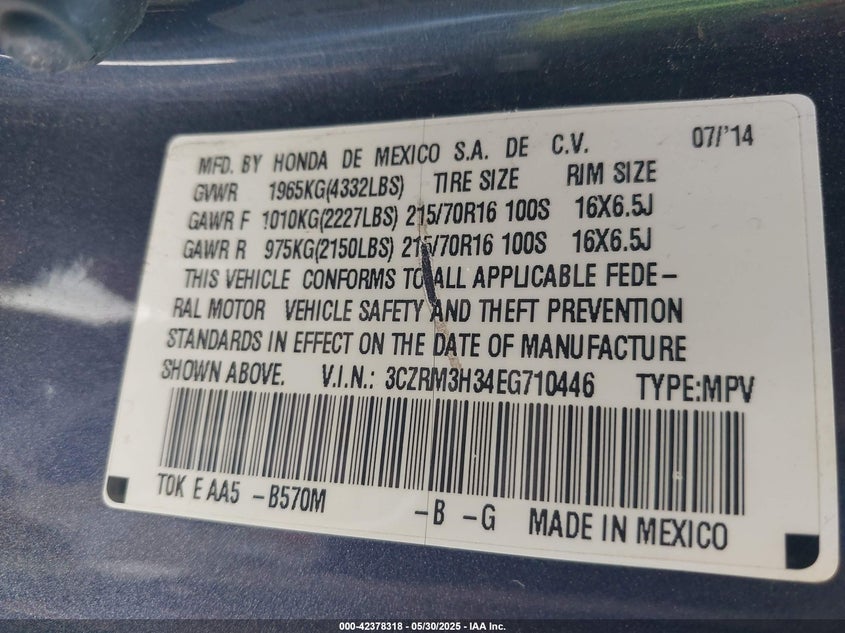 MFD. BY HONDA DE MEXICO S.A. DE C.V. 07/'14
GVWR 1965KG(4332LBS) TIRE SIZE RIM SIZE
GAWR F 1010KG(2227LBS) 215/70R16 100S 16X6.5J
GAWR R 975KG(2150LBS) 215/70R16 100S 16X6.5J
THIS VEHICLE CONFORMS TO ALL APPLICABLE FEDE-
RAL MOTOR VEHICLE SAFETY AND THEFT PREVENTION
STANDARDS IN EFFECT ON THE DATE OF MANUFACTURE
SHOWN ABOVE. V.I.N.: 3CZRM3H34EG710446 TYPE:MPV
TOK E AA5 -B570M -B -G MADE IN MEXICO
000-42378318 - 05/30/2025 - IAA Inc.